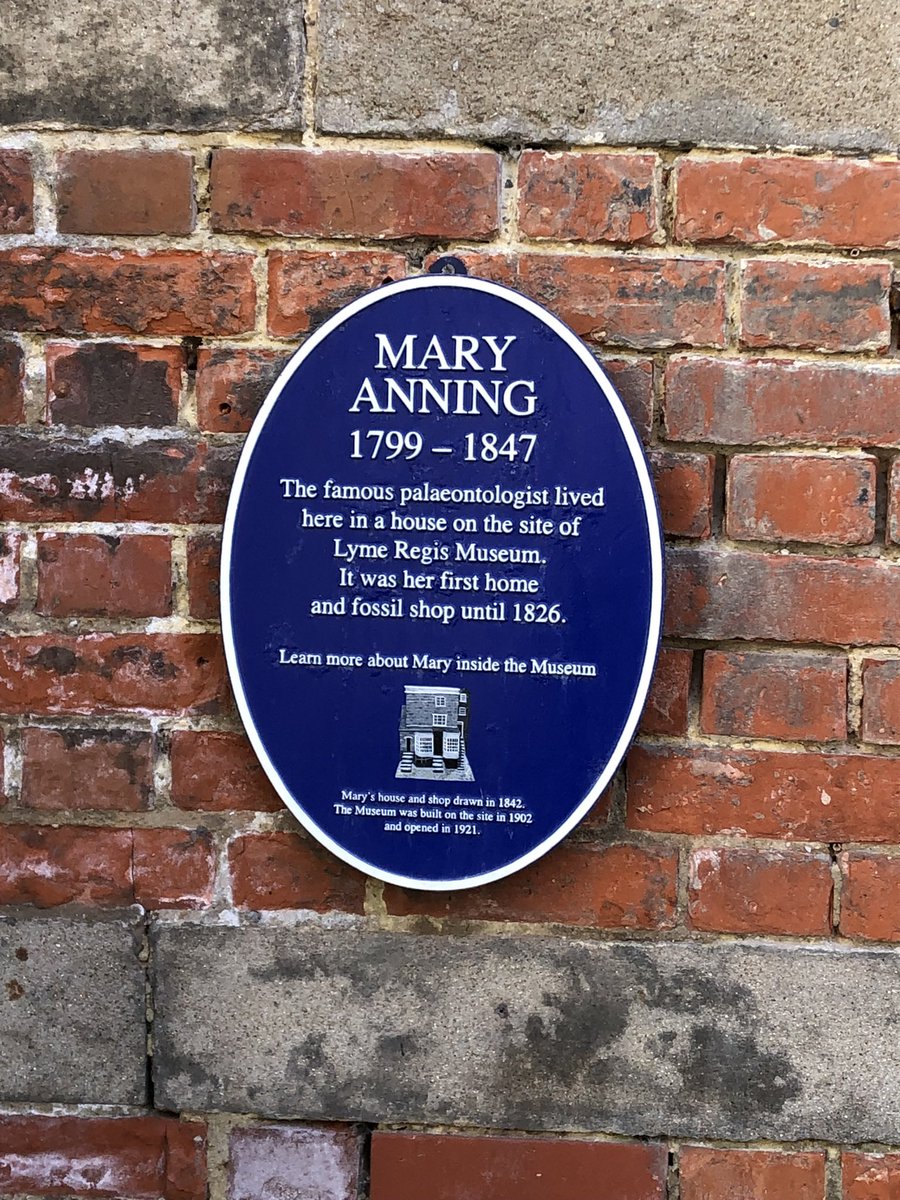 MARY
ANNING
1799 – 1847
The famous palaeontologist lived
here in a house on the site of
Lyme Regis Museum.
It was her first home
and fossil shop until 1826.
Learn more about Mary inside the Museum
Mary's house and shop drawn in 1842.
The Museum was built on the site in 1902
and opened in 1921.